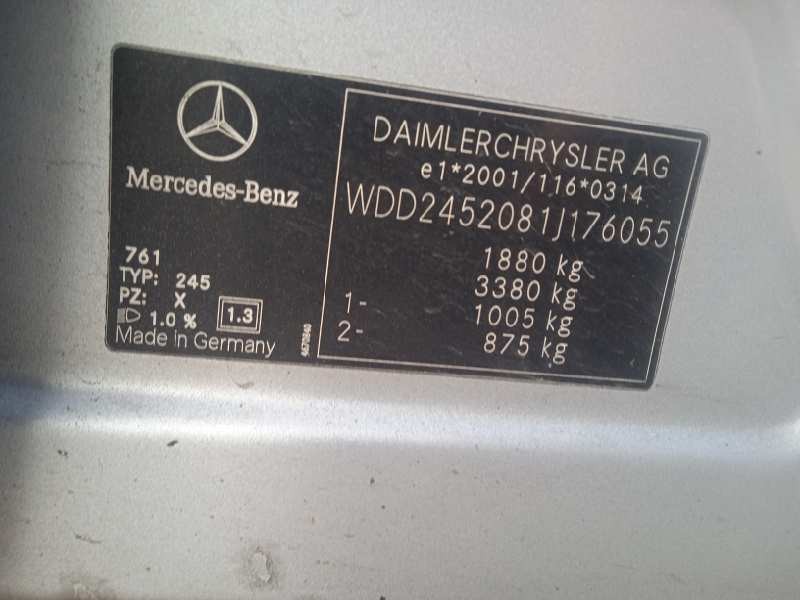 Mercedes-Benz
761
TYP: 245
PZ: X
1.0 %
1.3
Made in Germany
DAIMLERCHRYSLER AG
e1*2001/116*0314
WDD2452081J176055
1880 kg
3380 kg
1- 1005 kg
2- 875 kg